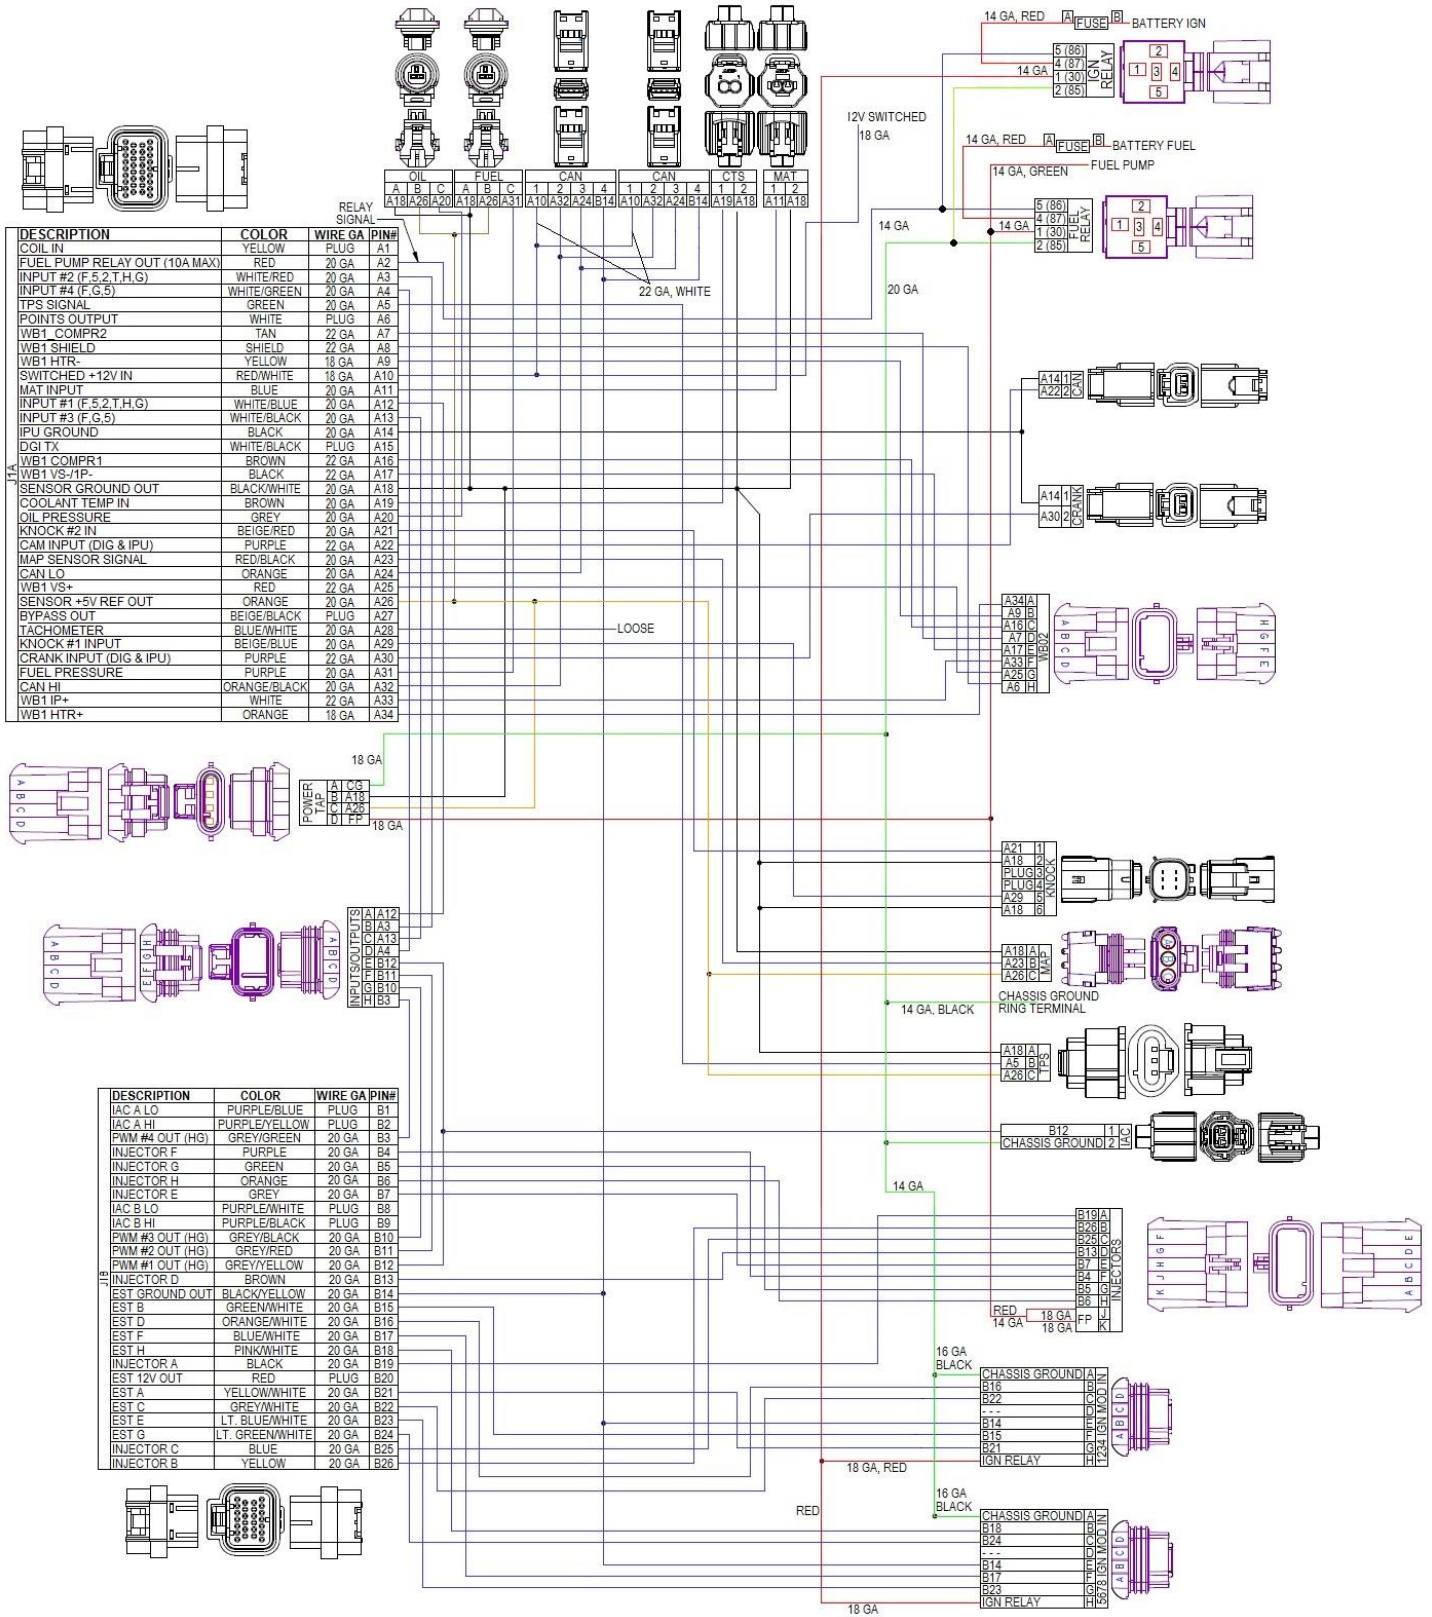 14 GA, RED A FUSE B BATTERY IGN
5 (86)
4 (87)
14 GA 1 (30)
2 (85)
IGN RELAY
2
1 3 4
5
12V SWITCHED
18 GA
14 GA, RED A FUSE B BATTERY FUEL
14 GA, GREEN FUEL PUMP
5 (86)
4 (87)
14 GA 14 GA 1 (30)
2 (85)
FUEL RELAY
2
1 3 4
5
OIL FUEL CAN CAN CTS MAT
A B C A B C 1 2 3 4 1 2 3 4 1 2 1 2
A18 A26 A20 A18 A26 A31 A10 A32 A24 B14 A10 A32 A24 B14 A19 A18 A11 A18
RELAY
SIGNAL
22 GA, WHITE
20 GA
J1A
DESCRIPTION COLOR WIRE GA PIN#
COIL IN YELLOW PLUG A1
FUEL PUMP RELAY OUT (10A MAX) RED 20 GA A2
INPUT #2 (F,5,2,T,H,G) WHITE/RED 20 GA A3
INPUT #4 (F,G,5) WHITE/GREEN 20 GA A4
TPS SIGNAL GREEN 20 GA A5
POINTS OUTPUT WHITE PLUG A6
WB1_COMPR2 TAN 22 GA A7
WB1 SHIELD SHIELD 22 GA A8
WB1 HTR- YELLOW 18 GA A9
SWITCHED +12V IN RED/WHITE 18 GA A10
MAT INPUT BLUE 20 GA A11
INPUT #1 (F,5,2,T,H,G) WHITE/BLUE 20 GA A12
INPUT #3 (F,G,5) WHITE/BLACK 20 GA A13
IPU GROUND BLACK 20 GA A14
DGI TX WHITE/BLACK PLUG A15
WB1 COMPR1 BROWN 22 GA A16
WB1 VS-/1P- BLACK 22 GA A17
SENSOR GROUND OUT BLACK/WHITE 20 GA A18
COOLANT TEMP IN BROWN 20 GA A19
OIL PRESSURE GREY 20 GA A20
KNOCK #2 IN BEIGE/RED 20 GA A21
CAM INPUT (DIG & IPU) PURPLE 22 GA A22
MAP SENSOR SIGNAL RED/BLACK 20 GA A23
CAN LO ORANGE 20 GA A24
WB1 VS+ RED 22 GA A25
SENSOR +5V REF OUT ORANGE 20 GA A26
BYPASS OUT BEIGE/BLACK PLUG A27
TACHOMETER BLUE/WHITE 20 GA A28
KNOCK #1 INPUT BEIGE/BLUE 20 GA A29
CRANK INPUT (DIG & IPU) PURPLE 22 GA A30
FUEL PRESSURE PURPLE 20 GA A31
CAN HI ORANGE/BLACK 20 GA A32
WB1 IP+ WHITE 22 GA A33
WB1 HTR+ ORANGE 18 GA A34
LOOSE
A14 1
A22 2
CAN
A14 1
A30 2
CRANK
A34 A
A9 B
A16 C
A7 D
A17 E
A33 F
A25 G
A6 H
WB02
A B C D
H G F E
18 GA
POWER TAP
A CG
B A18
C A26
D FP
18 GA
A B C D
A21 1
A18 2
PLUG 3
PLUG 4
A29 5
A18 6
KNOCK
INPUTS/OUTPUTS
A A12
B A3
C A13
D A4
E B12
F B11
G B10
H B3
A B C D
E F G H
A B C D
A18 A
A23 B
A26 C
MAP
A
B
C
CHASSIS GROUND
RING TERMINAL
14 GA, BLACK
A18 A
A5 B
A26 C
TPS
B12 1
CHASSIS GROUND 2
IAC
14 GA
J1B
DESCRIPTION COLOR WIRE GA PIN#
IAC A LO PURPLE/BLUE PLUG B1
IAC A HI PURPLE/YELLOW PLUG B2
PWM #4 OUT (HG) GREY/GREEN 20 GA B3
INJECTOR F PURPLE 20 GA B4
INJECTOR G GREEN 20 GA B5
INJECTOR H ORANGE 20 GA B6
INJECTOR E GREY 20 GA B7
IAC B LO PURPLE/WHITE PLUG B8
IAC B HI PURPLE/BLACK PLUG B9
PWM #3 OUT (HG) GREY/BLACK 20 GA B10
PWM #2 OUT (HG) GREY/RED 20 GA B11
PWM #1 OUT (HG) GREY/YELLOW 20 GA B12
INJECTOR D BROWN 20 GA B13
EST GROUND OUT BLACK/YELLOW 20 GA B14
EST B GREEN/WHITE 20 GA B15
EST D ORANGE/WHITE 20 GA B16
EST F BLUE/WHITE 20 GA B17
EST H PINK/WHITE 20 GA B18
INJECTOR A BLACK 20 GA B19
EST 12V OUT RED PLUG B20
EST A YELLOW/WHITE 20 GA B21
EST C GREY/WHITE 20 GA B22
EST E LT. BLUE/WHITE 20 GA B23
EST G LT. GREEN/WHITE 20 GA B24
INJECTOR C BLUE 20 GA B25
INJECTOR B YELLOW 20 GA B26
B19 A
B26 B
B25 C
B13 D
B7 E
B4 F
B5 G
B6 H
FP J
K
INJECTORS
RED
14 GA
18 GA
18 GA
K J H G F
A B C D E
16 GA
BLACK
CHASSIS GROUND A
B16 B
B22 C
--- D
B14 E
B15 F
B21 G
IGN RELAY H
1234 IGN MOD IN
A B C D
18 GA, RED
RED
16 GA
BLACK
CHASSIS GROUND A
B18 B
B24 C
--- D
B14 E
B17 F
B23 G
IGN RELAY H
5678 IGN MOD IN
A B C D
18 GA